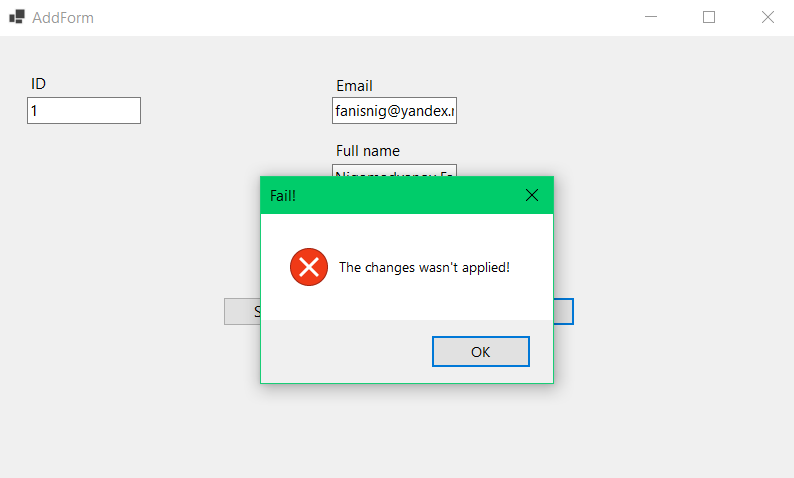 AddForm
ID
Email
1
fanisnig@yandex.r
Full name
Fail!
The changes wasn't applied!
OK